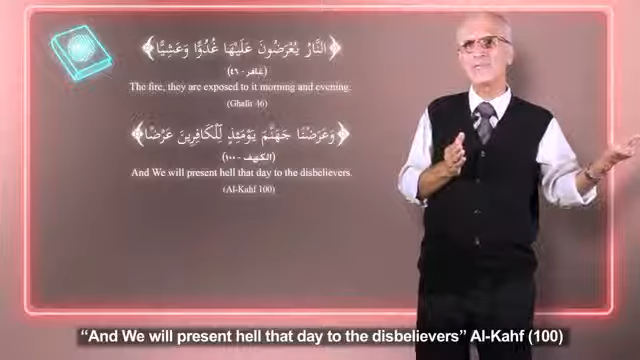 ﴿النَّارُ يُعْرَضُونَ عَلَيْهَا غُدُوًّا وَعَشِيًّا﴾
(غافر - ٤٦)
The fire, they are exposed to it morning and evening.
(Ghafir 46)
﴿وَعَرَضْنَا جَهَنَّمَ يَوْمَئِذٍ لِّلْكَافِرِينَ عَرْضًا﴾
(الكهف - ١٠٠)
And We will present hell that day to the disbelievers.
(Al-Kahf 100)
“And We will present hell that day to the disbelievers” Al-Kahf (100)